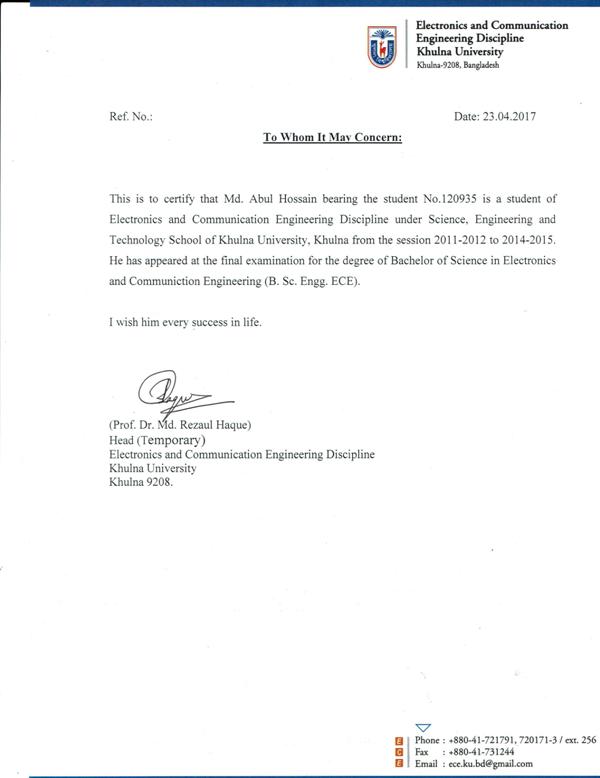 Electronics and Communication
Engineering Discipline
Khulna University
Khulna-9208, Bangladesh
Ref. No.:
Date: 23.04.2017
To Whom It May Concern:
This is to certify that Md. Abul Hossain bearing the student No.120935 is a student of
Electronics and Communication Engineering Discipline under Science, Engineering and
Technology School of Khulna University, Khulna from the session 2011-2012 to 2014-2015.
He has appeared at the final examination for the degree of Bachelor of Science in Electronics
and Communiction Engineering (B. Sc. Engg. ECE).
I wish him every success in life.
(Prof. Dr. Md. Rezaul Haque)
Head (Temporary)
Electronics and Communication Engineering Discipline
Khulna University
Khulna 9208.
E Phone : +880-41-721791, 720171-3 / ext. 256
C Fax : +880-41-731244
E Email : ece.ku.bd@gmail.com